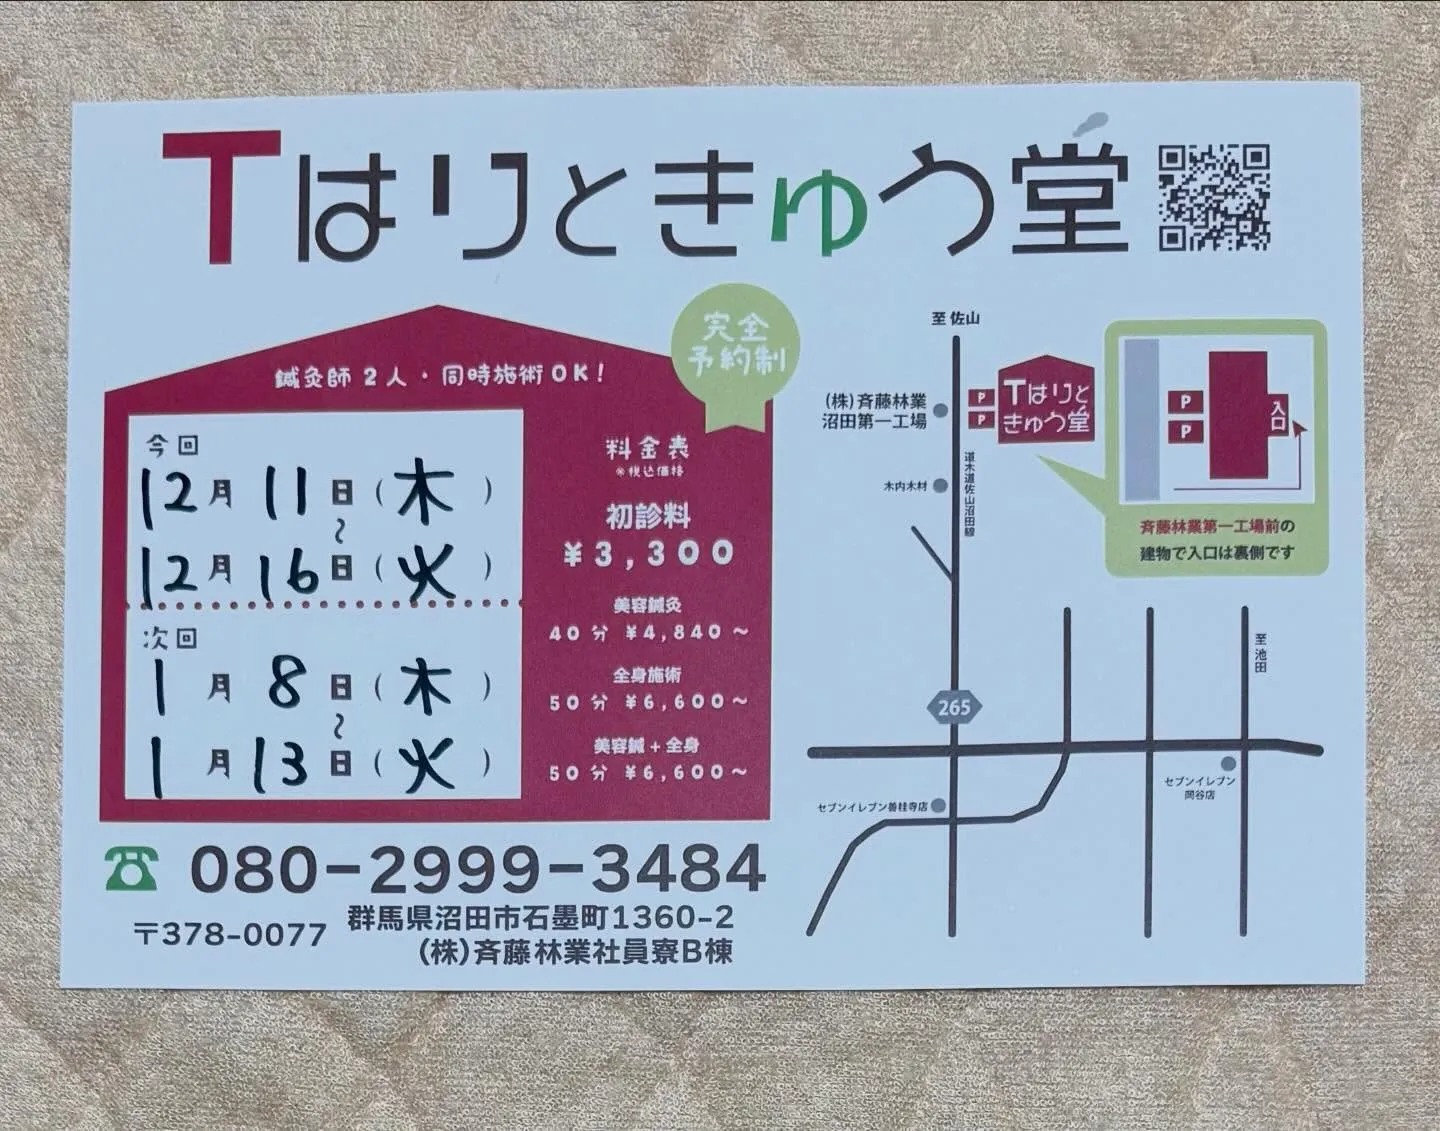 Tはりときゅう堂
鍼灸師2人・同時施術OK！
完全
予約制
今回
12月11日(木)
～
12月16日(火)
次回
1月8日(木)
～
1月13日(火)
料金表
※税込価格
初診料
¥3,300
美容鍼灸
40分 ¥4,840～
全身施術
50分 ¥6,600～
美容鍼＋全身
50分 ¥6,600～
080-2999-3484
〒378-0077
群馬県沼田市石墨町1360-2
(株)斉藤林業社員寮B棟
至 佐山
(株)斉藤林業
沼田第一工場
P
P
Tはりと
きゅう堂
木内木材
道木道佐山沼田線
P
P
入口
斉藤林業第一工場前の
建物で入口は裏側です
至 池田
265
セブンイレブン
岡谷店
セブンイレブン善桂寺店